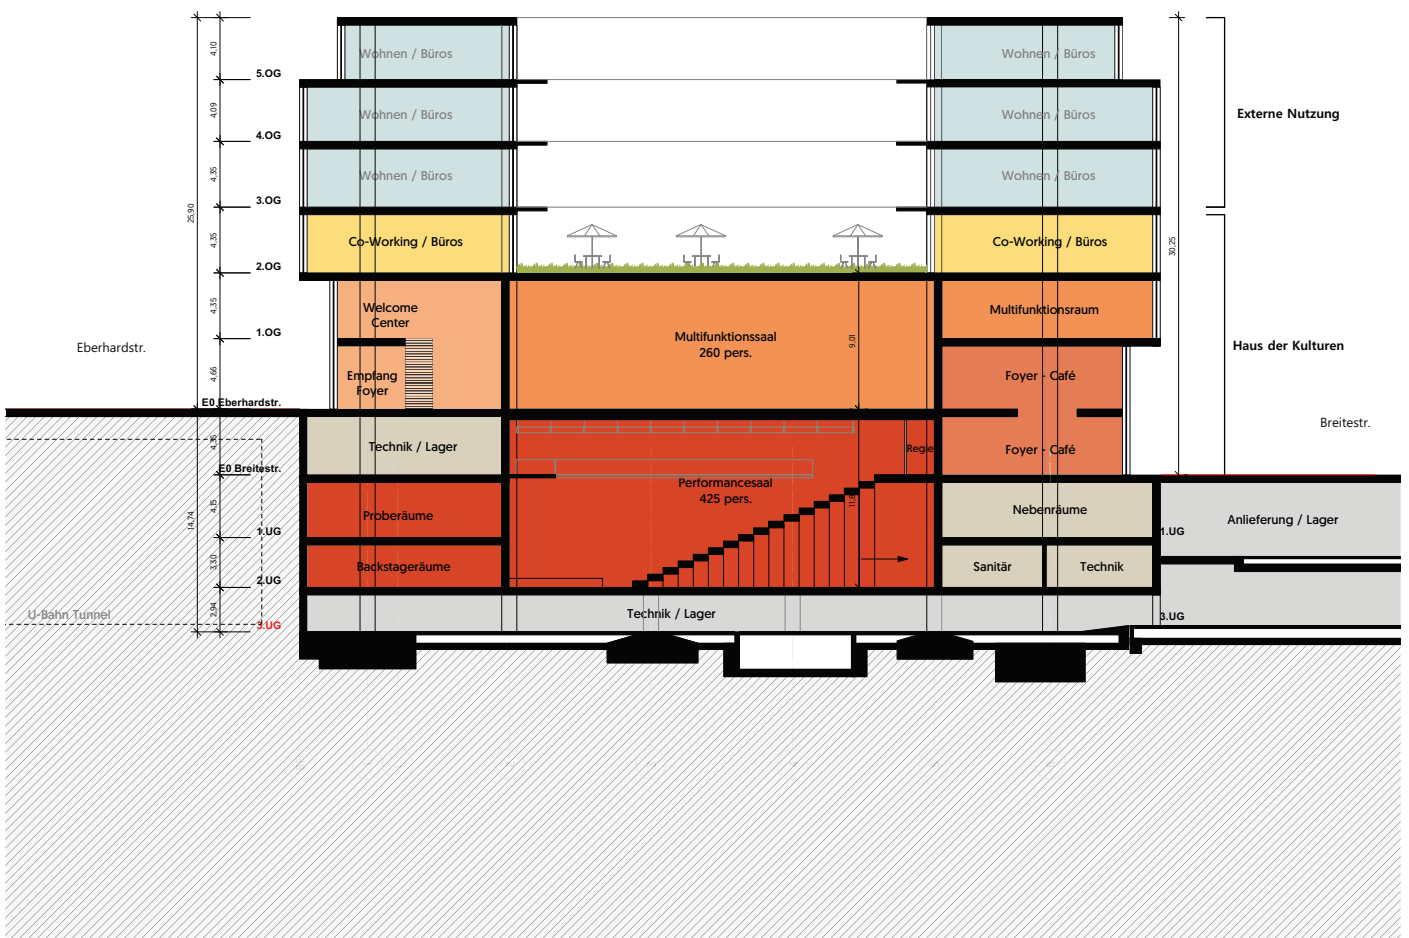 Wohnen / Büros
Wohnen / Büros
4.10
5.OG
Wohnen / Büros
Wohnen / Büros
4.09
Externe Nutzung
4.OG
Wohnen / Büros
Wohnen / Büros
4.35
3.OG
25.90
Co-Working / Büros
Co-Working / Büros
4.35
30.25
2.OG
Welcome
Center
Multifunktionsraum
4.35
1.OG
Multifunktionssaal
260 pers.
9.01
Eberhardstr.
Haus der Kulturen
Empfang
Foyer
Foyer - Café
4.66
E0 Eberhardstr.
Breitestr.
Technik / Lager
Regie
Foyer - Café
4.35
E0 Breitestr.
Performancesaal
425 pers.
Nebenräume
Proberäume
4.15
14.74
1.UG
1.UG
Anlieferung / Lager
Backstageräume
Sanitär
Technik
3.30
2.UG
U-Bahn Tunnel
Technik / Lager
2.94
3.UG
3.UG